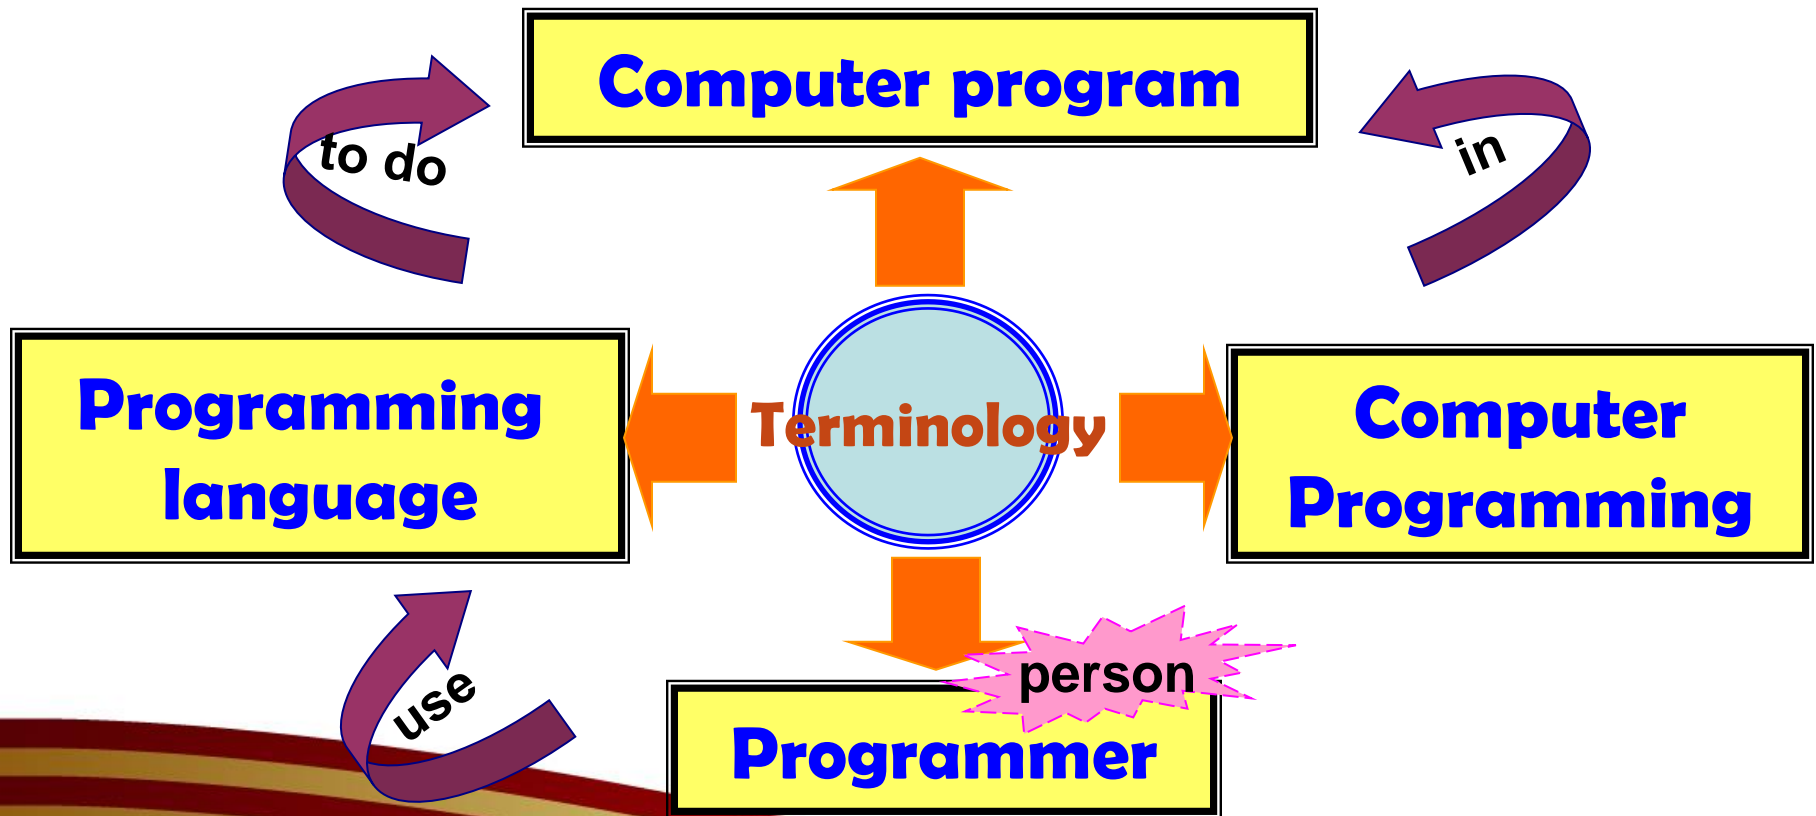 Computer program
to do
in
Programming
language
Terminology
Computer
Programming
use
person
Programmer